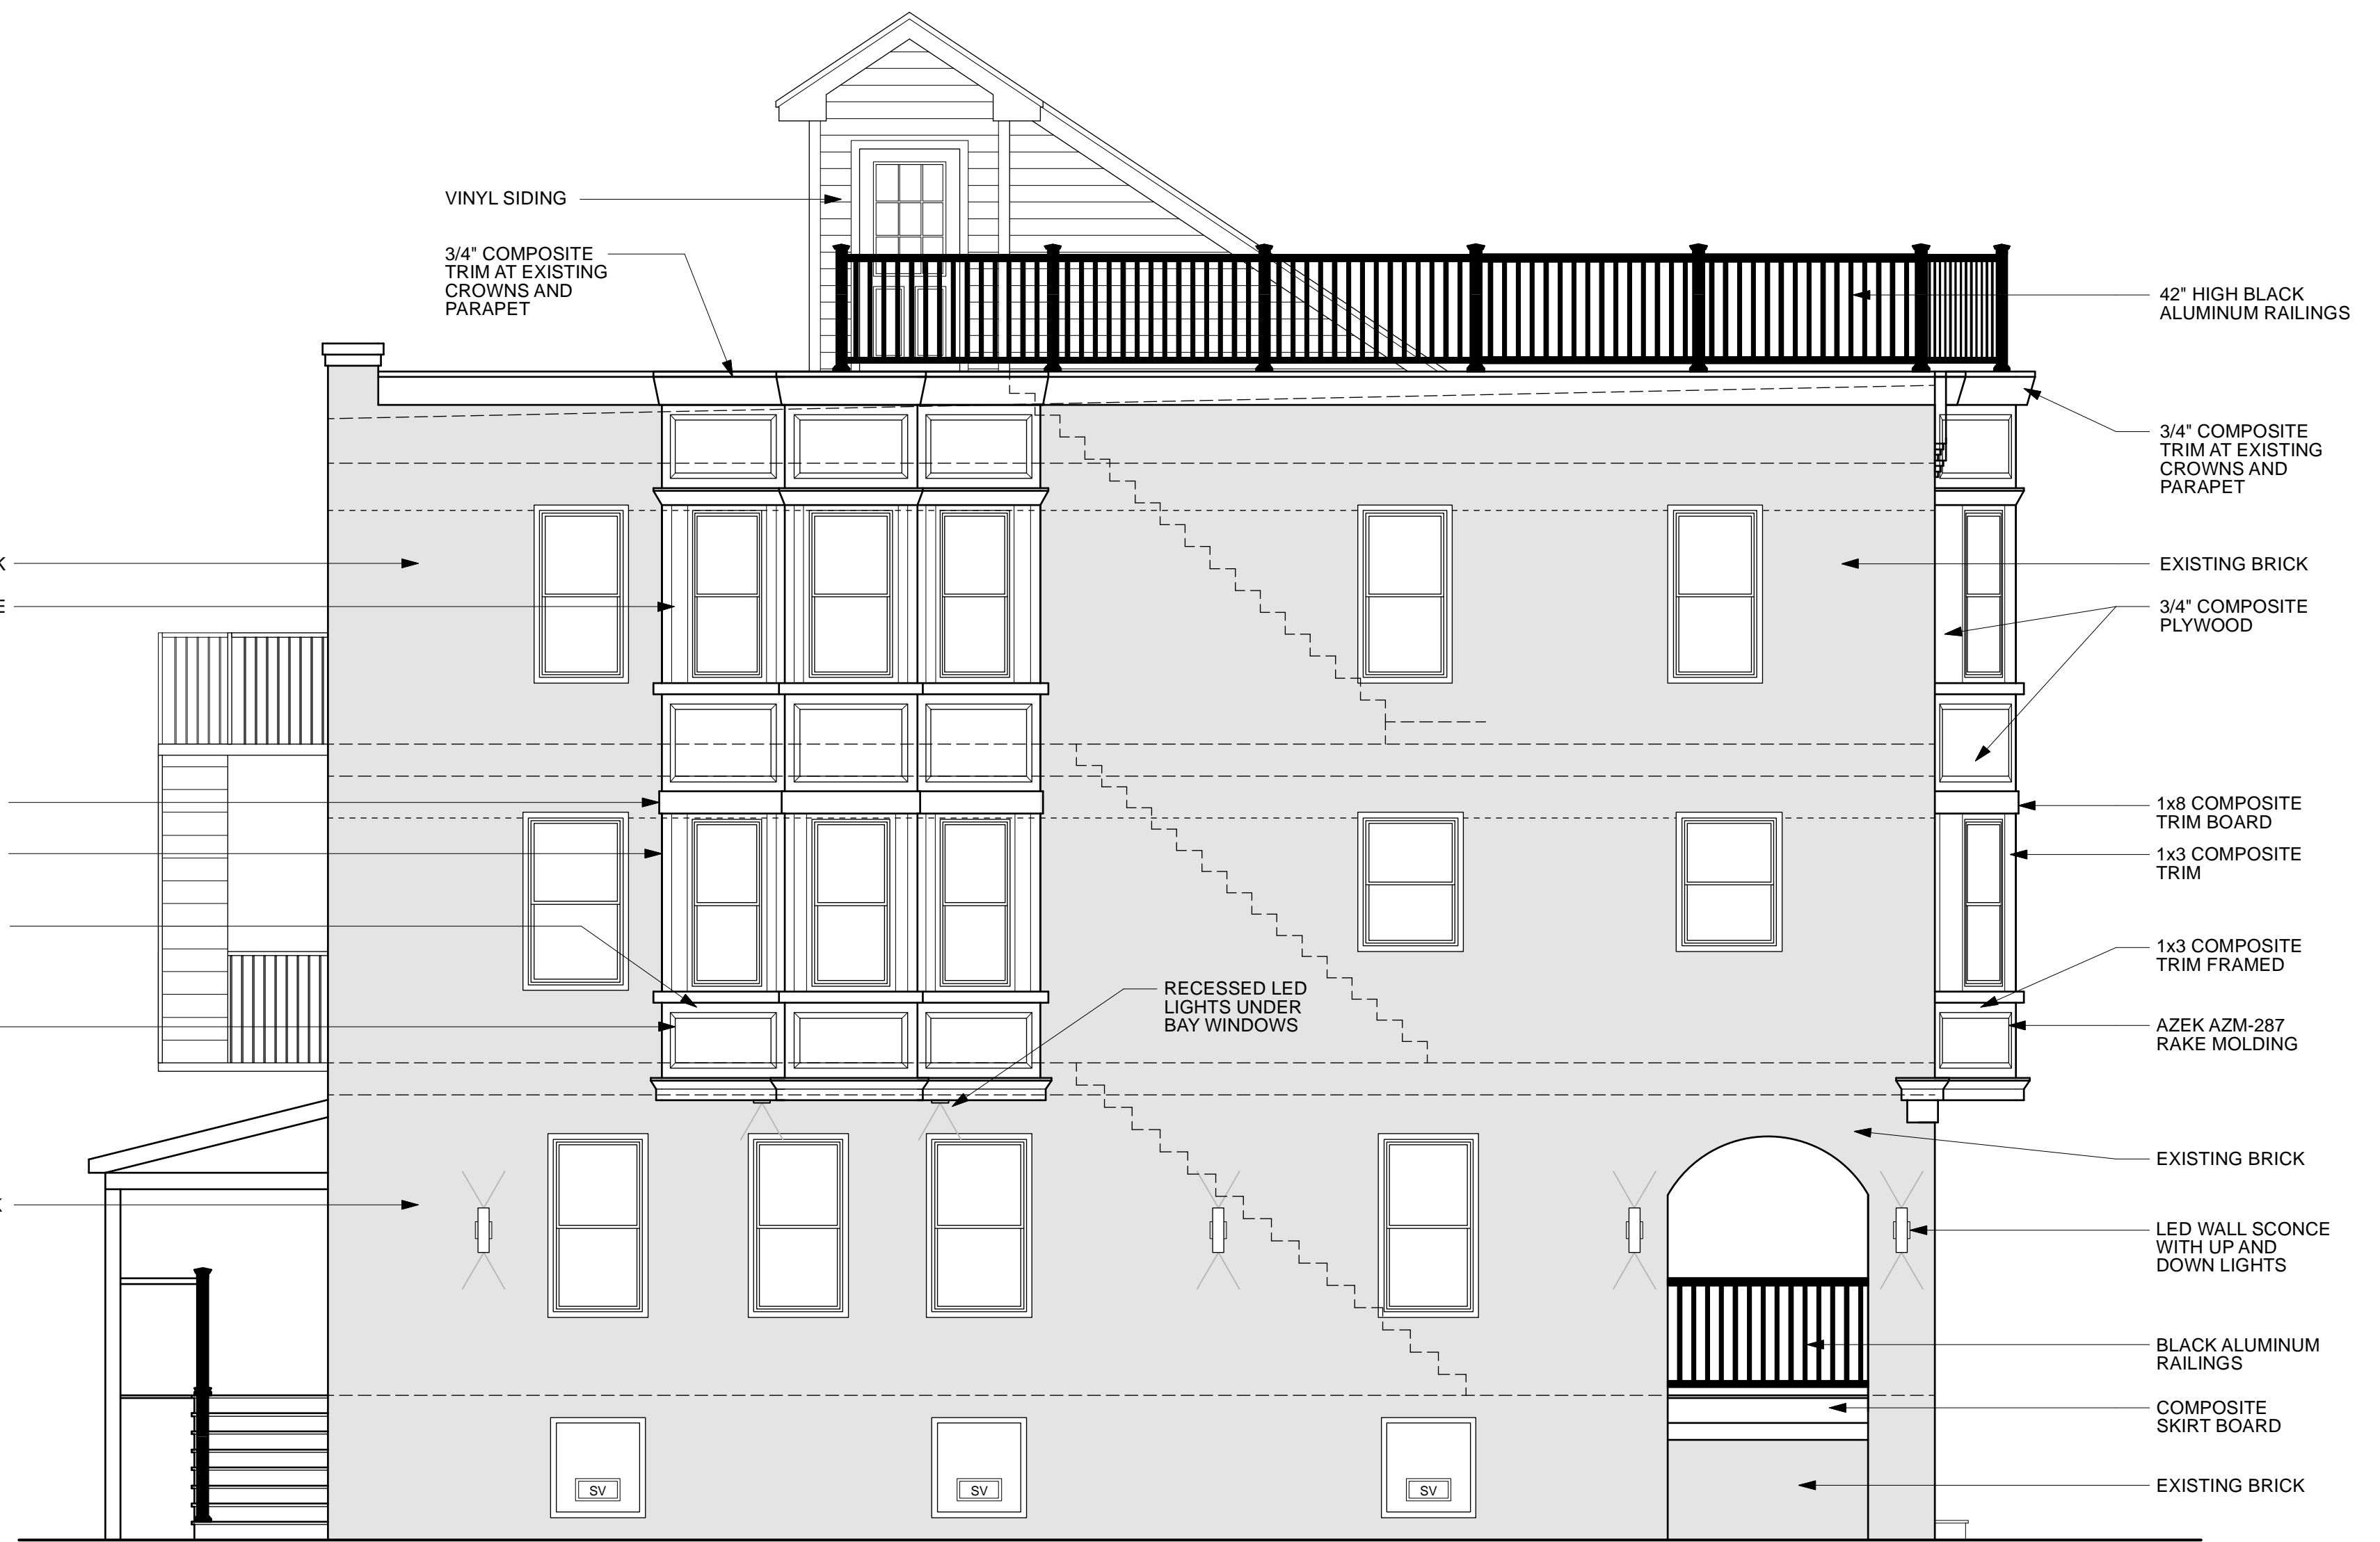 VINYL SIDING
3/4" COMPOSITE
TRIM AT EXISTING
CROWNS AND
PARAPET
42" HIGH BLACK
ALUMINUM RAILINGS
3/4" COMPOSITE
TRIM AT EXISTING
CROWNS AND
PARAPET
EXISTING BRICK
3/4" COMPOSITE
PLYWOOD
1x8 COMPOSITE
TRIM BOARD
1x3 COMPOSITE
TRIM
1x3 COMPOSITE
TRIM FRAMED
RECESSED LED
LIGHTS UNDER
BAY WINDOWS
AZEK AZM-287
RAKE MOLDING
EXISTING BRICK
LED WALL SCONCE
WITH UP AND
DOWN LIGHTS
BLACK ALUMINUM
RAILINGS
COMPOSITE
SKIRT BOARD
EXISTING BRICK
SV
SV
SV